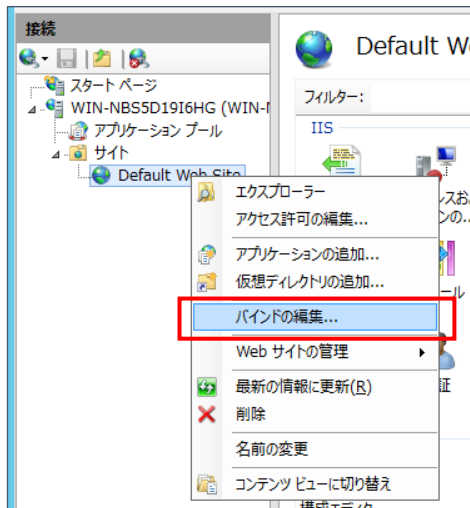 接続
スタート ページ
WIN-NBS5D19I6HG (WIN-
アプリケーション プール
サイト
Default Web Site
Default W
フィルター:
IIS
エクスプローラー
アクセス許可の編集...
アプリケーションの追加...
仮想ディレクトリの追加...
バインドの編集...
Web サイトの管理
最新の情報に更新(R)
削除
名前の変更
コンテンツ ビューに切り替え